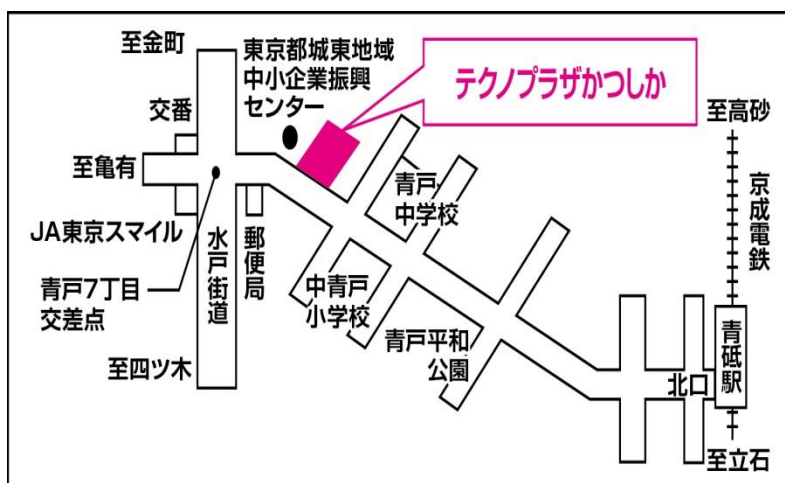 至金町
東京都城東地域
中小企業振興
センター
テクノプラザかつしか
至高砂
交番
至亀有
京成電鉄
青戸
中学校
JA東京スマイル
水戸街道
郵便局
青戸7丁目
交差点
中青戸
小学校
青戸平和
公園
至四ツ木
北口
青砥駅
至立石